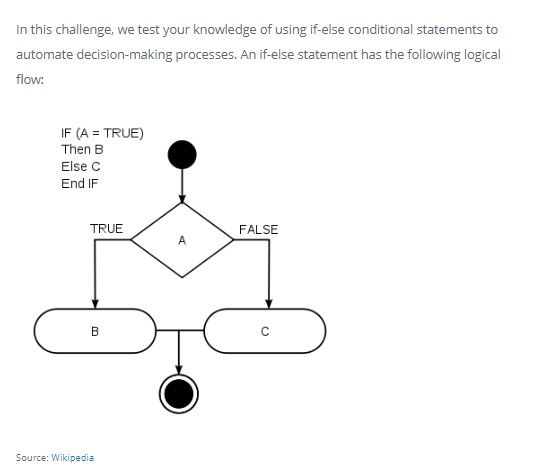 In this challenge, we test your knowledge of using if-else conditional statements to
automate decision-making processes. An if-else statement has the following logical
flow:
IF (A = TRUE)
Then B
Else C
End IF
TRUE
FALSE
A
B
C
Source: Wikipedia